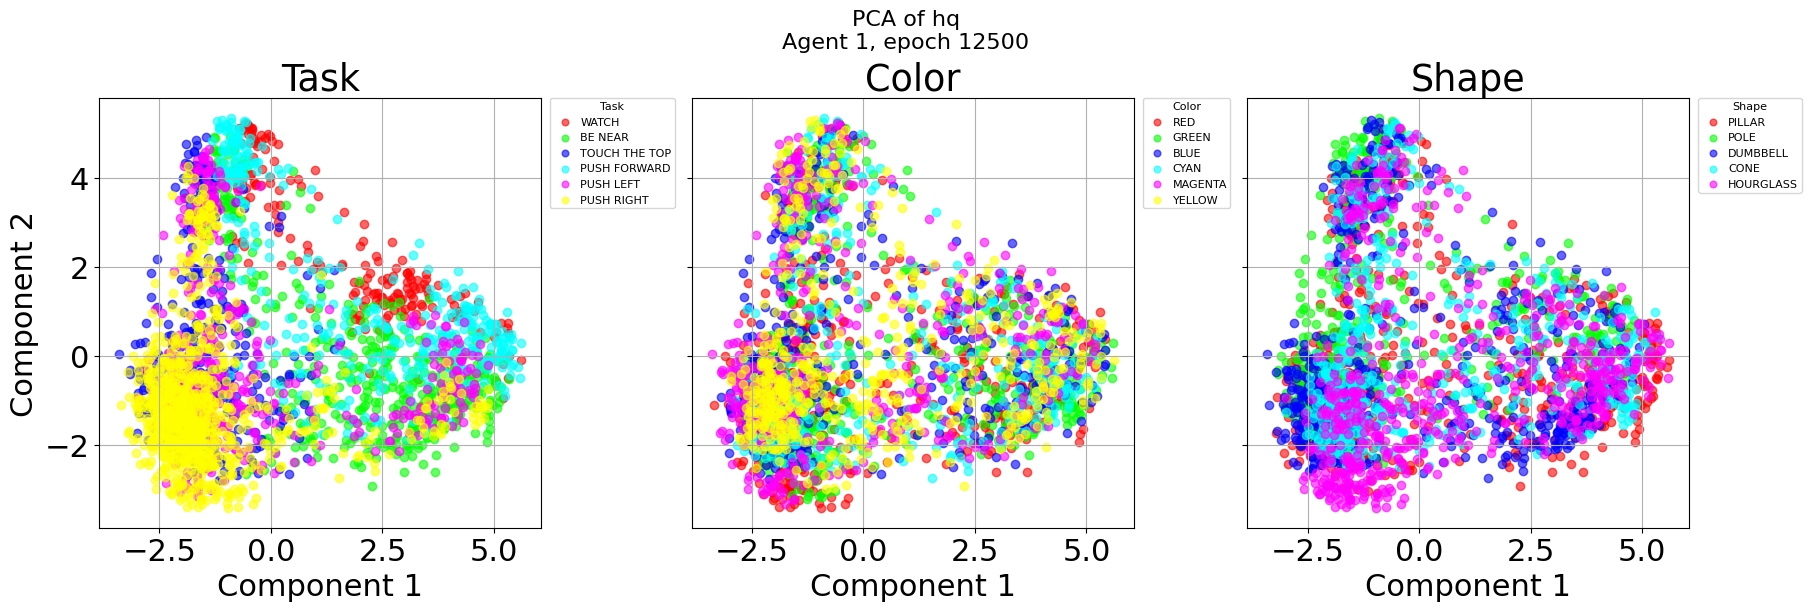 PCA of hq
Agent 1, epoch 12500
Task
Color
Shape
Component 2
4
2
0
−2
−2.5 0.0 2.5 5.0
Component 1
Task
WATCH
BE NEAR
TOUCH THE TOP
PUSH FORWARD
PUSH LEFT
PUSH RIGHT
−2.5 0.0 2.5 5.0
Component 1
Color
RED
GREEN
BLUE
CYAN
MAGENTA
YELLOW
−2.5 0.0 2.5 5.0
Component 1
Shape
PILLAR
POLE
DUMBBELL
CONE
HOURGLASS